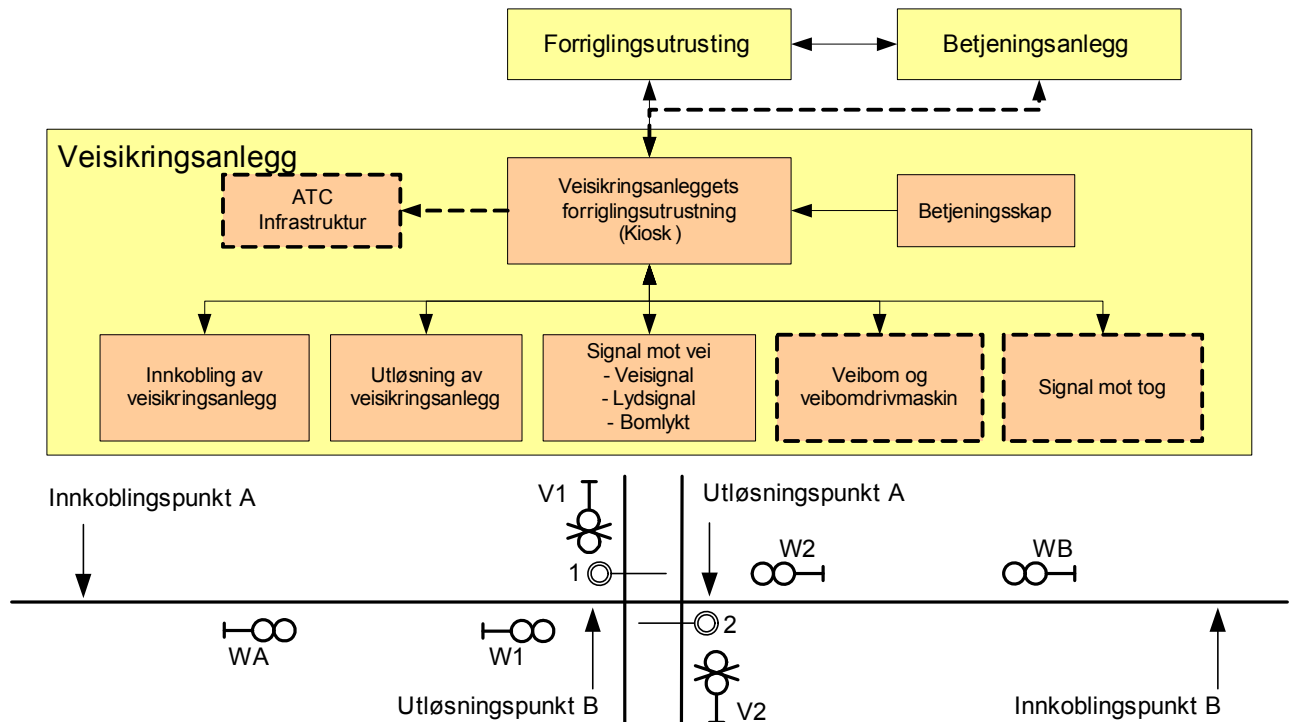 Forriglingsutrusting
Betjeningsanlegg
Veisikringsanlegg
ATC
Infrastruktur
Veisikringsanleggets
forriglingsutrustning
(Kiosk )
Betjeningsskap
Innkobling av
veisikringsanlegg
Utløsning av
veisikringsanlegg
Signal mot vei
- Veisignal
- Lydsignal
- Bomlykt
Veibom og
veibomdrivmaskin
Signal mot tog
Innkoblingspunkt A
V1
Utløsningspunkt A
W2
WB
1
2
WA
W1
Utløsningspunkt B
V2
Innkoblingspunkt B